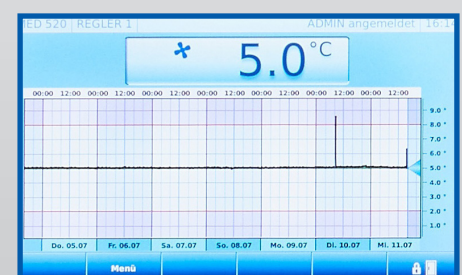 ED 520 | REGLER 1 | ADMIN angemeldet | 16:14
5.0 °C
00:00 12:00 00:00 12:00 00:00 12:00 00:00 12:00 00:00 12:00 00:00 12:00 00:00 12:00
9.0 °
8.0 °
7.0 °
6.0 °
5.0 °
4.0 °
3.0 °
2.0 °
1.0 °
Do. 05.07 Fr. 06.07 Sa. 07.07 So. 08.07 Mo. 09.07 Di. 10.07 Mi. 11.07
Menü